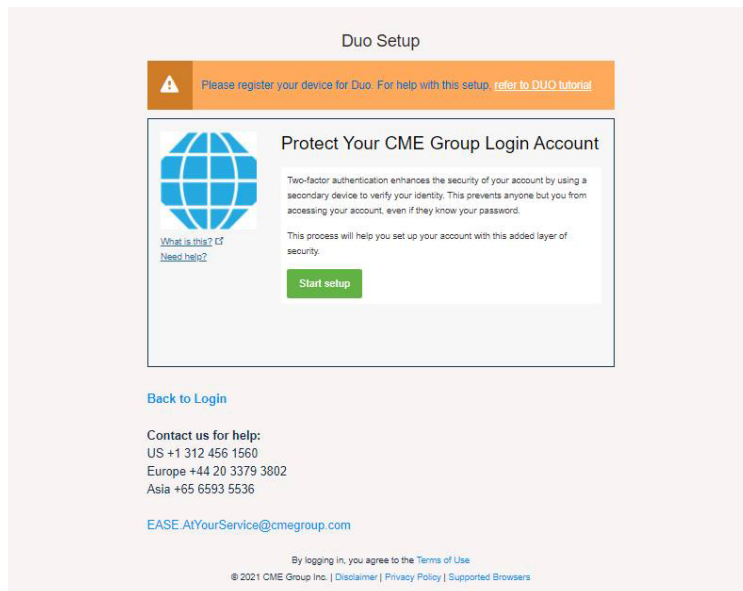 Duo Setup
Please register your device for Duo. For help with this setup, refer to DUO tutorial
Protect Your CME Group Login Account
Two-factor authentication enhances the security of your account by using a
secondary device to verify your identity. This prevents anyone but you from
accessing your account, even if they know your password.
This process will help you set up your account with this added layer of
security.
Start setup
What is this?
Need help?
Back to Login
Contact us for help:
US +1 312 456 1560
Europe +44 20 3379 3802
Asia +65 6593 5536
EASE.AtYourService@cmegroup.com
By logging in, you agree to the Terms of Use
© 2021 CME Group Inc. | Disclaimer | Privacy Policy | Supported Browsers